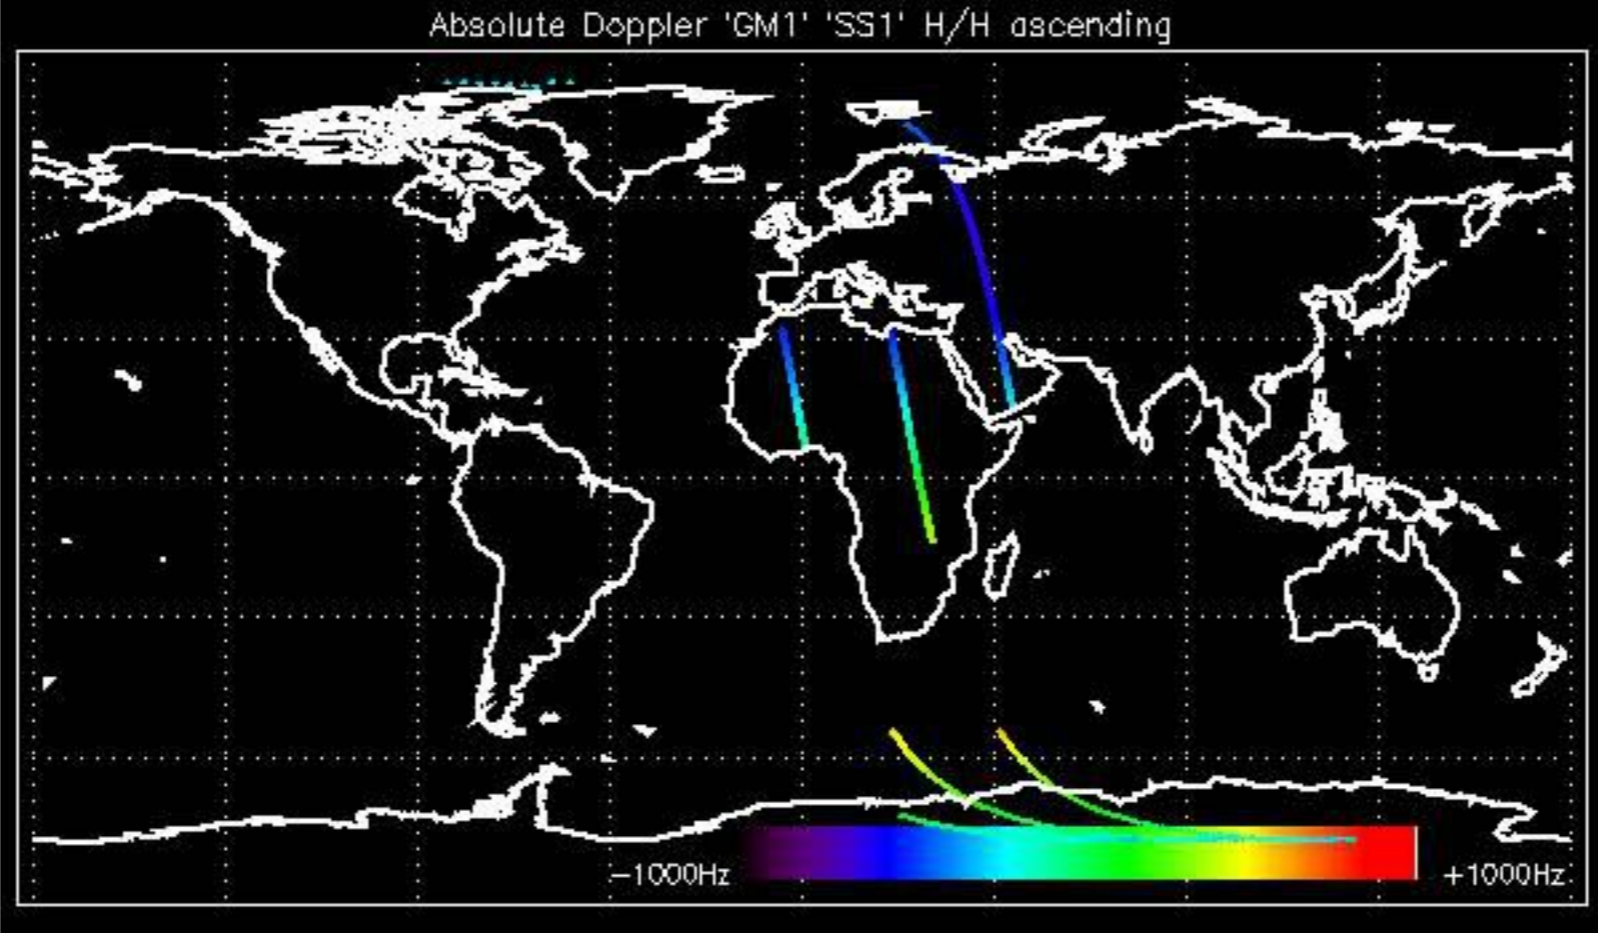 Absolute Doppler 'GM1' 'SS1' H/H ascending
−1000Hz +1000Hz